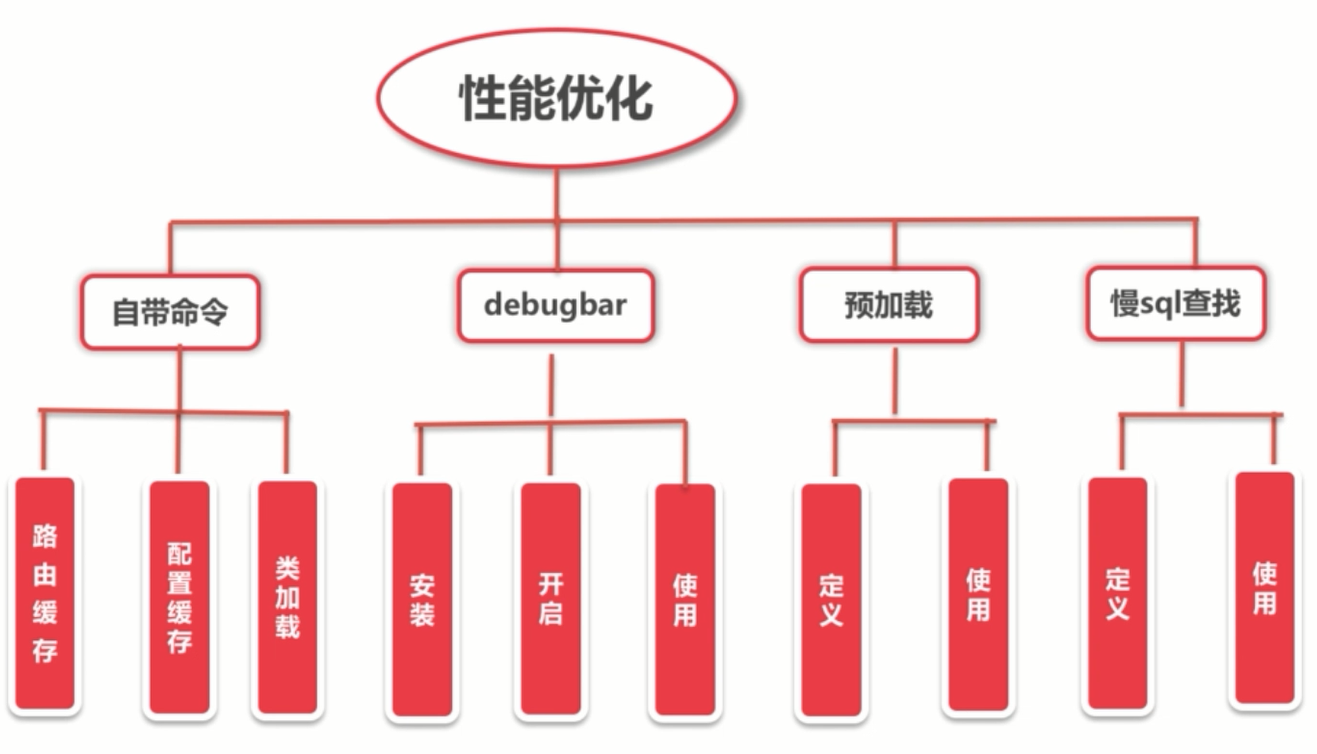 性能优化
自带命令
debugbar
预加载
慢sql查找
路由缓存
配置缓存
类加载
安装
开启
使用
定义
使用
定义
使用